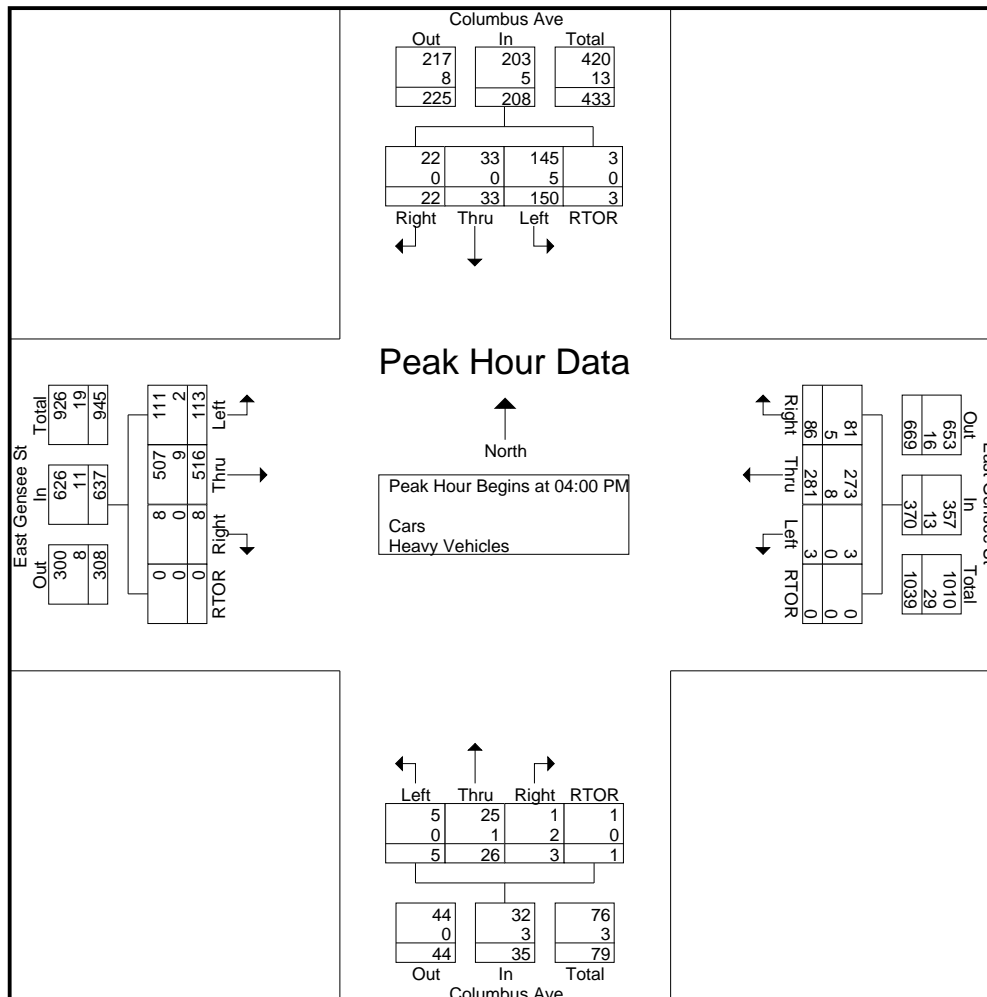 Columbus Ave
Out In Total
217 203 420
8 5 13
225 208 433
22 33 145 3
0 0 5 0
22 33 150 3
Right Thru Left RTOR
Peak Hour Data
North
Peak Hour Begins at 04:00 PM
Cars
Heavy Vehicles
East Gensee St
Total In Out
926 626 300
19 11 8
945 637 308
111 507 8 0
2 9 0 0
113 516 8 0
Left Thru Right RTOR
East Gensee St
Out In Total
653 357 1010
16 13 29
669 370 1039
81 273 3 0
5 8 0 0
86 281 3 0
Right Thru Left RTOR
Left Thru Right RTOR
5 25 1 1
0 1 2 0
5 26 3 1
44 32 76
0 3 3
44 35 79
Out In Total
Columbus Ave